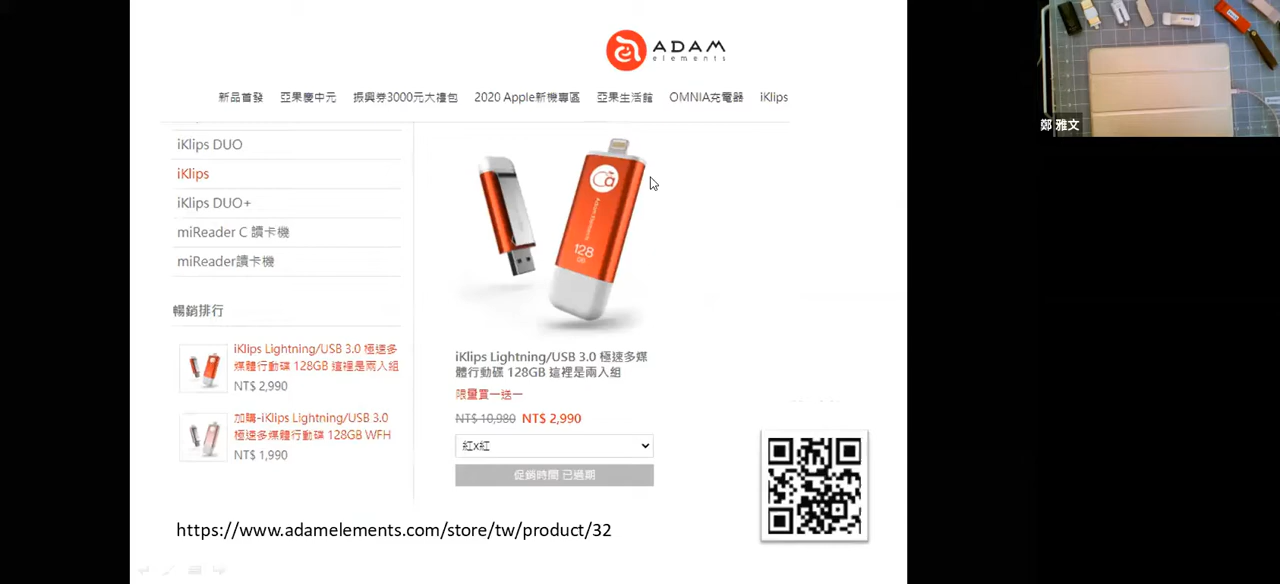 ADAM
elements
新品首發 亞果慶中元 振興券3000元大禮包 2020 Apple新機專區 亞果生活館 OMNIA充電器 iKlips
iKlips DUO
iKlips
iKlips DUO+
miReader C 讀卡機
miReader讀卡機
暢銷排行
iKlips Lightning/USB 3.0 極速多
媒體行動碟 128GB 這裡是兩入組
NT$ 2,990
加購-iKlips Lightning/USB 3.0
極速多媒體行動碟 128GB WFH
NT$ 1,990
Adam Elements
128
GB
iKlips Lightning/USB 3.0 極速多媒
體行動碟 128GB 這裡是兩入組
限量買一送一
NT$ 10,980 NT$ 2,990
紅x紅
促銷時間 已過期
https://www.adamelements.com/store/tw/product/32
鄭 雅文